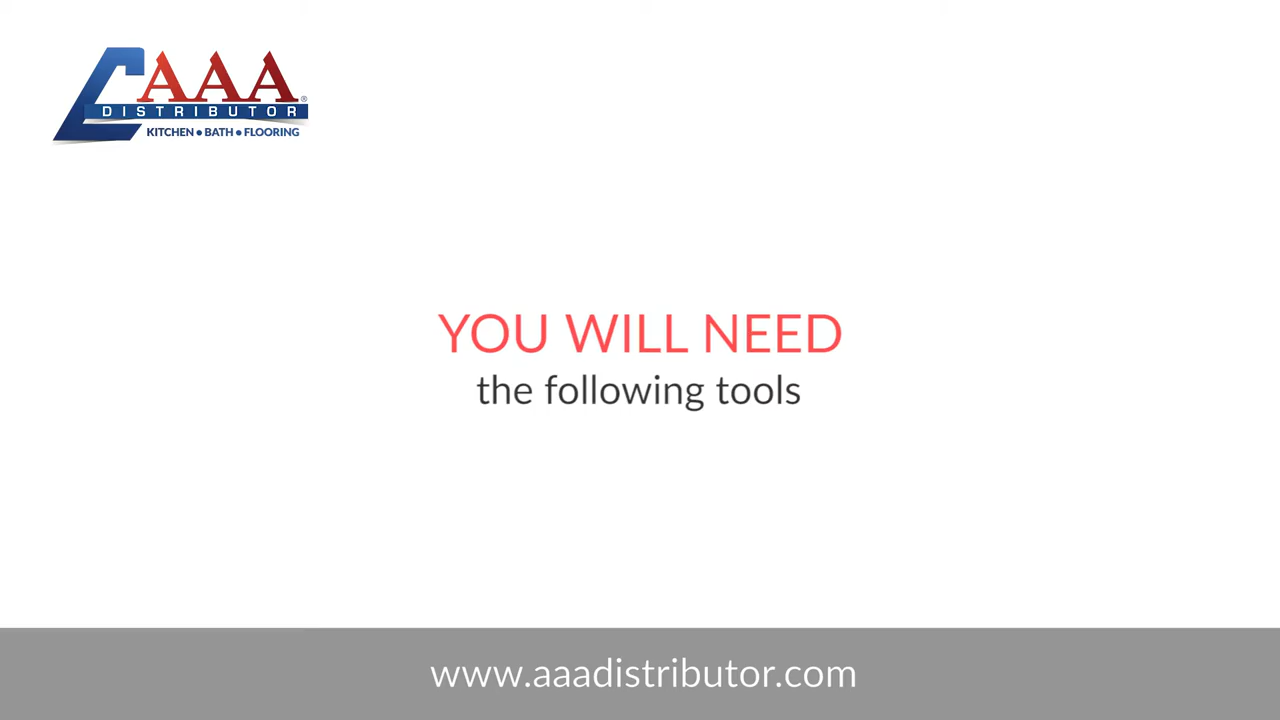 AAA
DISTRIBUTOR®
KITCHEN ● BATH ● FLOORING
YOU WILL NEED
the following tools
www.aaadistributor.com